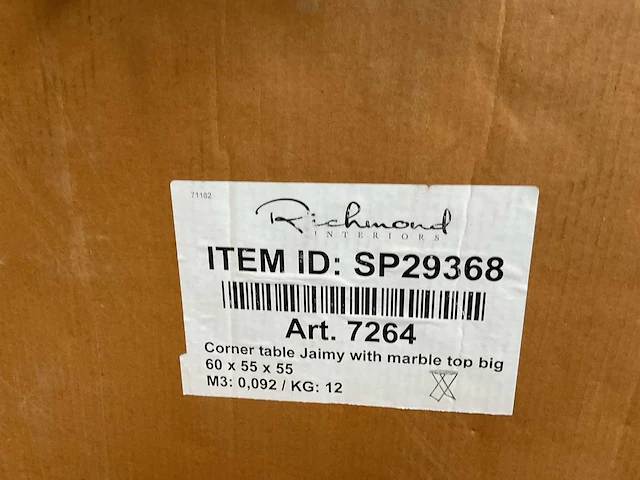 71182
Richmond
INTERIORS
ITEM ID: SP29368
Art. 7264
Corner table Jaimy with marble top big
60 x 55 x 55
M3: 0,092 / KG: 12